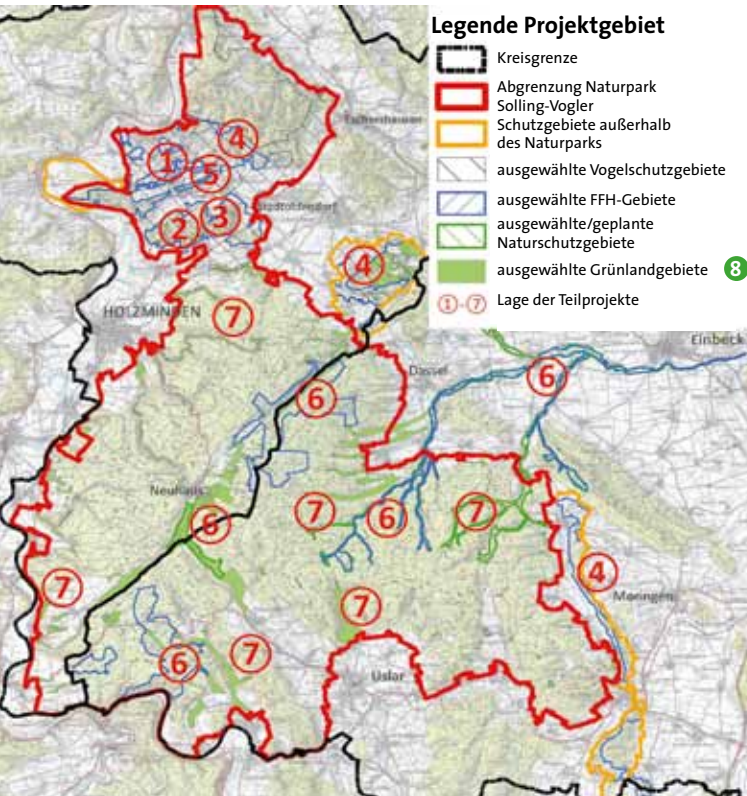 Legende Projektgebiet
Kreisgrenze
Abgrenzung Naturpark
Solling-Vogler
Schutzgebiete außerhalb
des Naturparks
ausgewählte Vogelschutzgebiete
ausgewählte FFH-Gebiete
ausgewählte/geplante
Naturschutzgebiete
ausgewählte Grünlandgebiete 8
1-7 Lage der Teilprojekte
Eschershausen
4
1
5
3
2
Stadtoldendorf
4
HOLZMINDEN
7
Einbeck
Dassel
6
6
Neuhaus
7
6
7
6
4
7
Moringen
7
6
7
Uslar